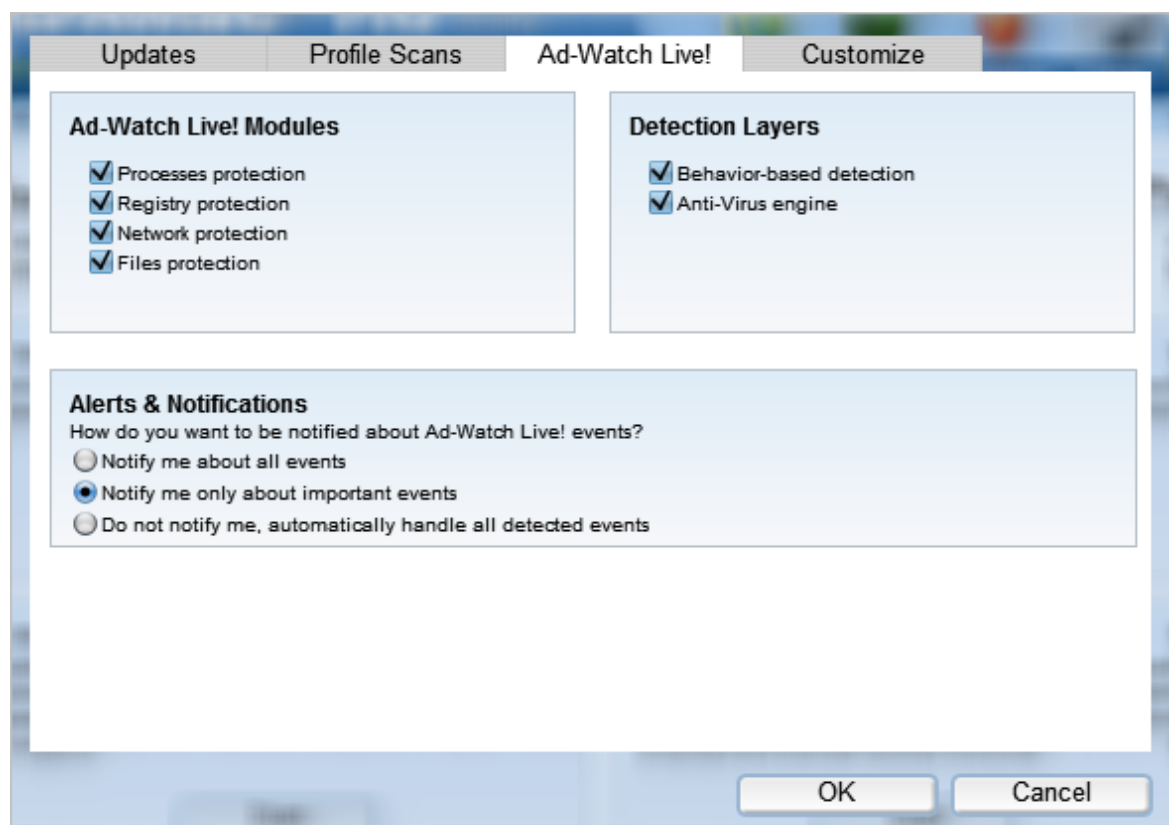 Updates
Profile Scans
Ad-Watch Live!
Customize
Ad-Watch Live! Modules
Processes protection
Registry protection
Network protection
Files protection
Detection Layers
Behavior-based detection
Anti-Virus engine
Alerts & Notifications
How do you want to be notified about Ad-Watch Live! events?
Notify me about all events
Notify me only about important events
Do not notify me, automatically handle all detected events
OK
Cancel